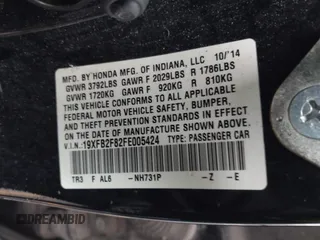 MFD. BY HONDA MFG. OF INDIANA, LLC 10/'14
GVWR 3792LBS GAWR F 2029LBS R 1786LBS
GVWR 1720KG GAWR F 920KG R 810KG
THIS VEHICLE CONFORMS TO ALL APPLICABLE
FEDERAL MOTOR VEHICLE SAFETY, BUMPER,
AND THEFT PREVENTION STANDARDS IN EFFECT
ON THE DATE OF MANUFACTURE SHOWN ABOVE.
V.I.N.: 19XFB2F82FE005424 TYPE: PASSENGER CAR
TR3 F AL6 -NH731P -Z -E
DREAMBID